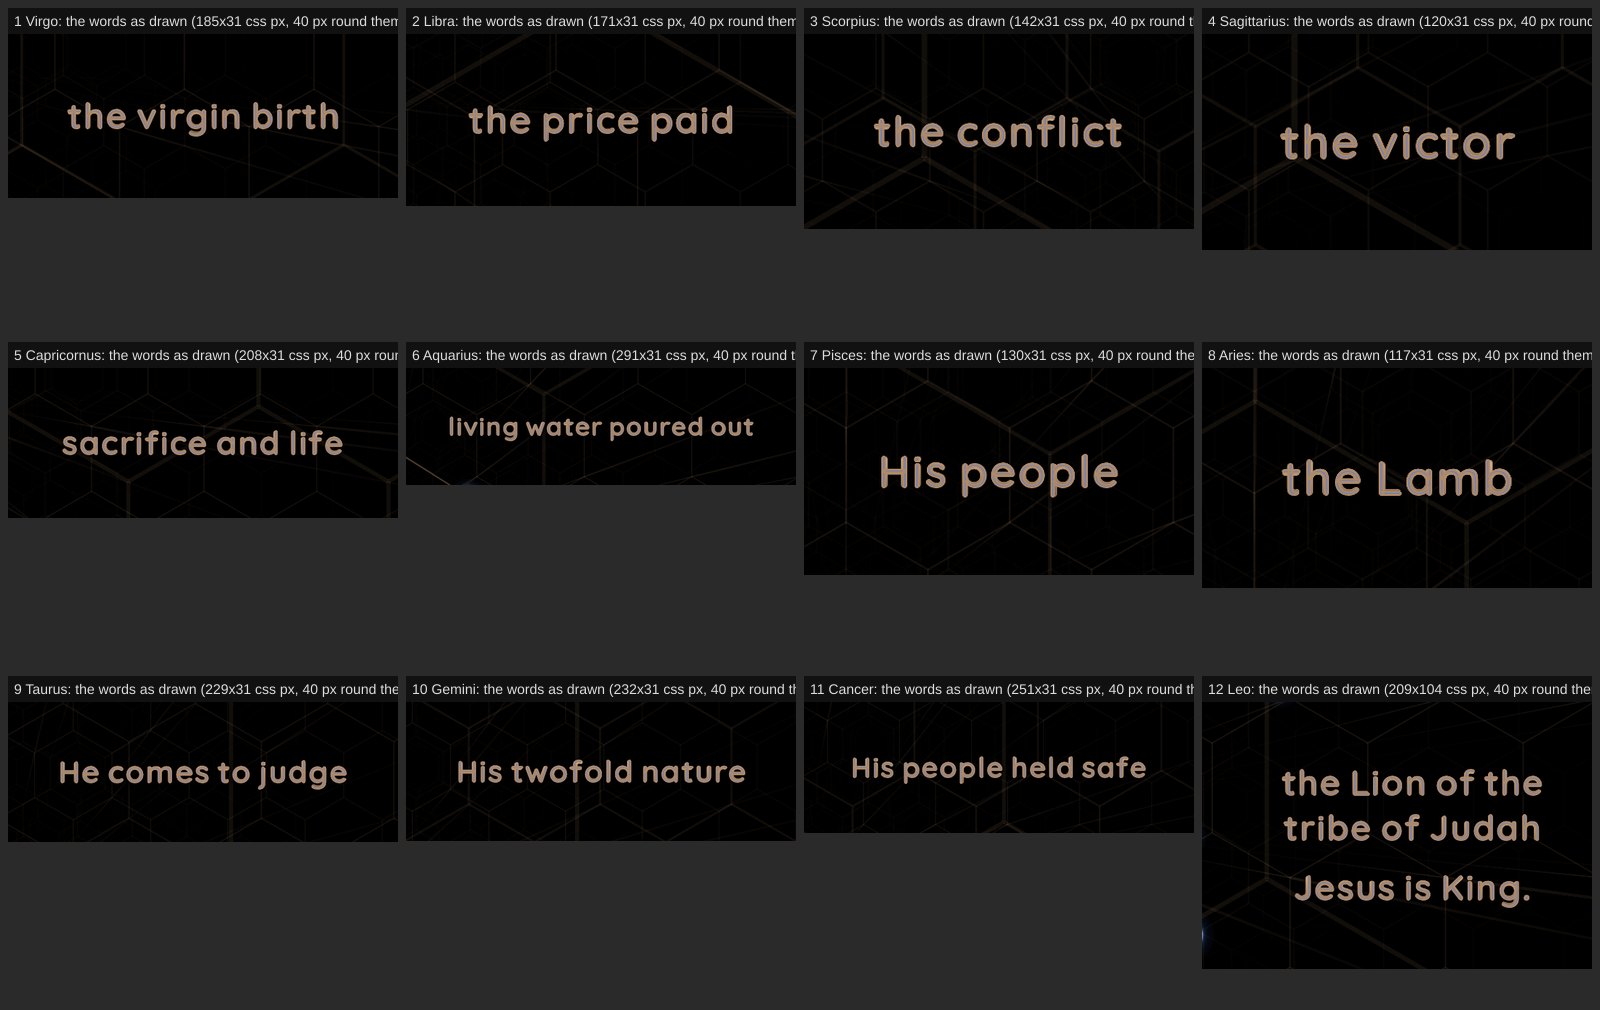 1 Virgo: the words as drawn (185x31 css px, 40 px round them
the virgin birth
2 Libra: the words as drawn (171x31 css px, 40 px round them
the price paid
3 Scorpius: the words as drawn (142x31 css px, 40 px round t
the conflict
4 Sagittarius: the words as drawn (120x31 css px, 40 px round
the victor
5 Capricornus: the words as drawn (208x31 css px, 40 px roun
sacrifice and life
6 Aquarius: the words as drawn (291x31 css px, 40 px round t
living water poured out
7 Pisces: the words as drawn (130x31 css px, 40 px round the
His people
8 Aries: the words as drawn (117x31 css px, 40 px round them
the Lamb
9 Taurus: the words as drawn (229x31 css px, 40 px round the
He comes to judge
10 Gemini: the words as drawn (232x31 css px, 40 px round th
His twofold nature
11 Cancer: the words as drawn (251x31 css px, 40 px round th
His people held safe
12 Leo: the words as drawn (209x104 css px, 40 px round the
the Lion of the
tribe of Judah
Jesus is King.